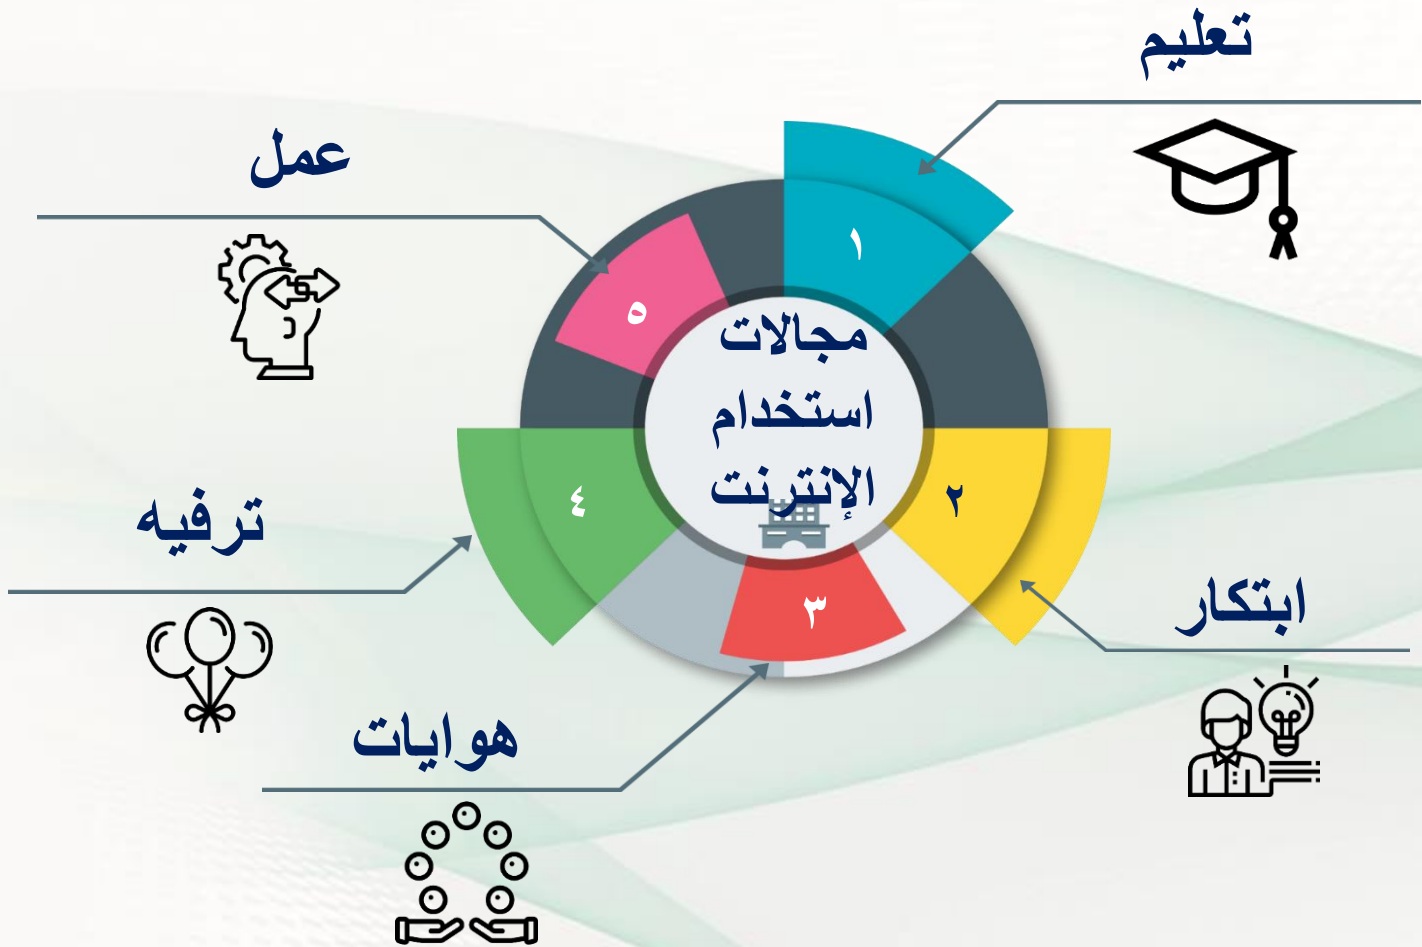 مجالات
استخدام
الإنترنت
تعليم
١
ابتكار
٢
هوايات
٣
ترفيه
٤
عمل
٥